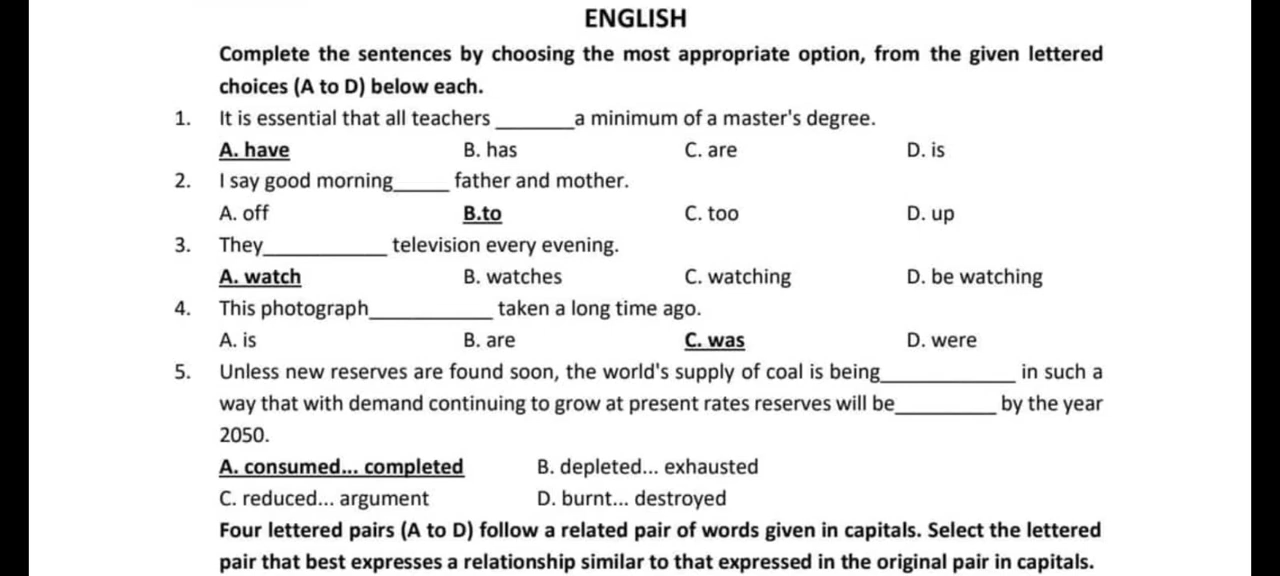 ENGLISH
Complete the sentences by choosing the most appropriate option, from the given lettered
choices (A to D) below each.
1. It is essential that all teachers _______a minimum of a master's degree.
A. have B. has C. are D. is
2. I say good morning_____ father and mother.
A. off B.to C. too D. up
3. They___________ television every evening.
A. watch B. watches C. watching D. be watching
4. This photograph___________ taken a long time ago.
A. is B. are C. was D. were
5. Unless new reserves are found soon, the world's supply of coal is being____________ in such a
way that with demand continuing to grow at present rates reserves will be_________ by the year
2050.
A. consumed... completed B. depleted... exhausted
C. reduced... argument D. burnt... destroyed
Four lettered pairs (A to D) follow a related pair of words given in capitals. Select the lettered
pair that best expresses a relationship similar to that expressed in the original pair in capitals.